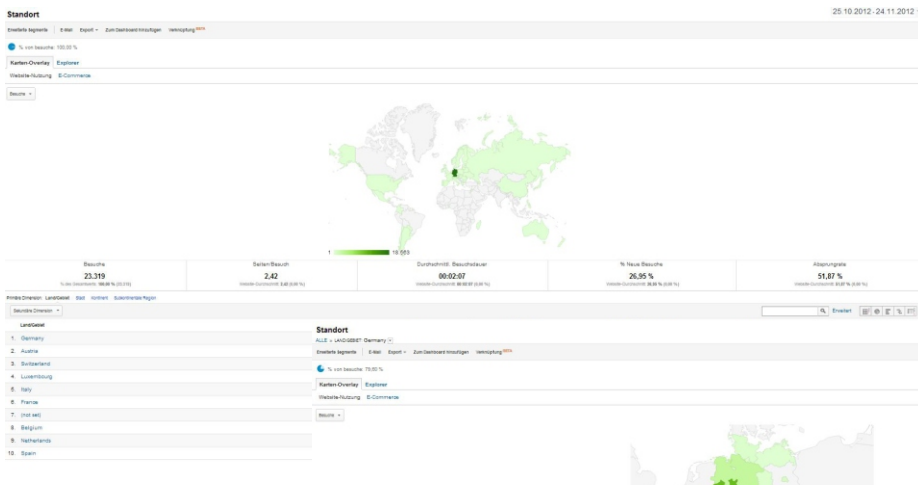 Standort
25.10.2012 - 24.11.2012
Erweiterte Segmente E-Mail Export Zum Dashboard hinzufügen Verknüpfung BETA
% von Besuche: 100,00 %
Karten-Overlay Explorer
Website-Nutzung E-Commerce
Besuche
1
Besuche Seiten/Besuch Durchschnittl. Besuchsdauer % Neue Besuche Absprungrate
23.319 2,42 00:02:07 26,95 % 51,87 %
Primäre Dimension: Land/Gebiet Stadt Kontinent Subkontinentale Region
Sekundäre Dimension
Erweitert
Land/Gebiet
1. Germany
2. Austria
3. Switzerland
4. Luxembourg
5. Italy
6. France
7. (not set)
8. Belgium
9. Netherlands
10. Spain
Standort
ALLE » LAND/GEBIET: Germany
Erweiterte Segmente E-Mail Export Zum Dashboard hinzufügen Verknüpfung BETA
Karten-Overlay Explorer
Website-Nutzung E-Commerce
Besuche